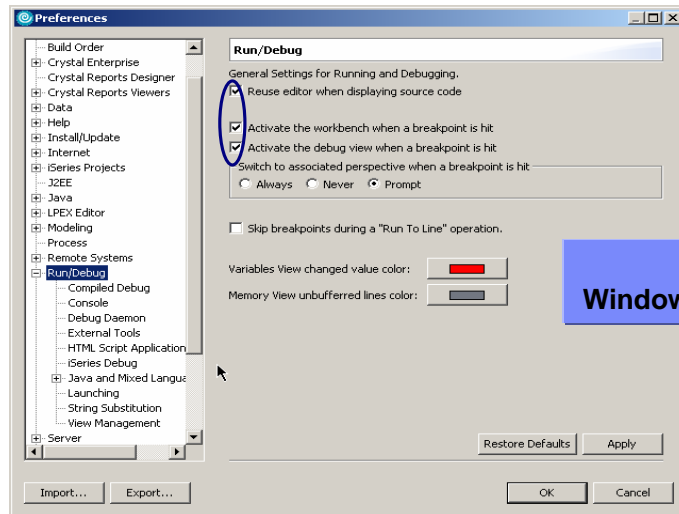 Preferences
Build Order
Crystal Enterprise
Crystal Reports Designer
Crystal Reports Viewers
Data
Help
Install/Update
Internet
iSeries Projects
J2EE
Java
LPEX Editor
Modeling
Process
Remote Systems
Run/Debug
Compiled Debug
Console
Debug Daemon
External Tools
HTML Script Application
iSeries Debug
Java and Mixed Langua
Launching
String Substitution
View Management
Server
Import...
Export...
Run/Debug
General Settings for Running and Debugging.
Reuse editor when displaying source code
Activate the workbench when a breakpoint is hit
Activate the debug view when a breakpoint is hit
Switch to associated perspective when a breakpoint is hit
Always Never Prompt
Skip breakpoints during a "Run To Line" operation.
Variables View changed value color:
Memory View unbufferred lines color:
Window
Restore Defaults Apply
OK Cancel